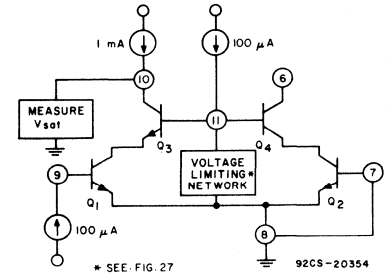 1 mA
100 μA
10
6
MEASURE
Vsat
11
Q3
Q4
VOLTAGE
LIMITING*
NETWORK
9
7
Q1
Q2
100 μA
8
* SEE FIG. 27
92CS-20354